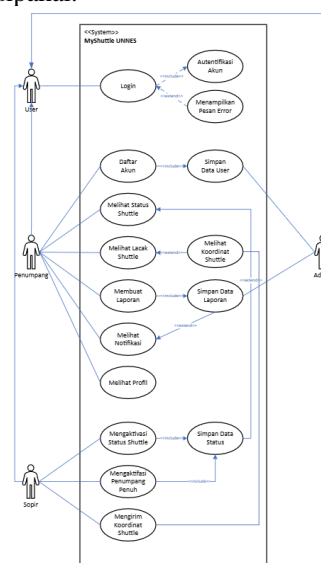 <<System>>
MyShuttle UNNES
Autentifikasi
Akun
<<include>>
Login
<<extend>>
Menampilkan
Pesan Error
User
Daftar
Akun
<<include>>
Simpan
Data User
Melihat Status
Shuttle
Melihat Lacak
Shuttle
<<extend>>
Melihat
Koordinat
Shuttle
Penumpang
Membuat
Laporan
<<include>>
Simpan Data
Laporan
<<extend>>
<<extend>>
Melihat
Notifikasi
Melihat Profil
Mengaktivasi
Status Shuttle
<<include>>
Simpan Data
Status
Mengaktifasi
Penumpang
Penuh
<<include>>
Sopir
Mengirim
Koordinat
Shuttle